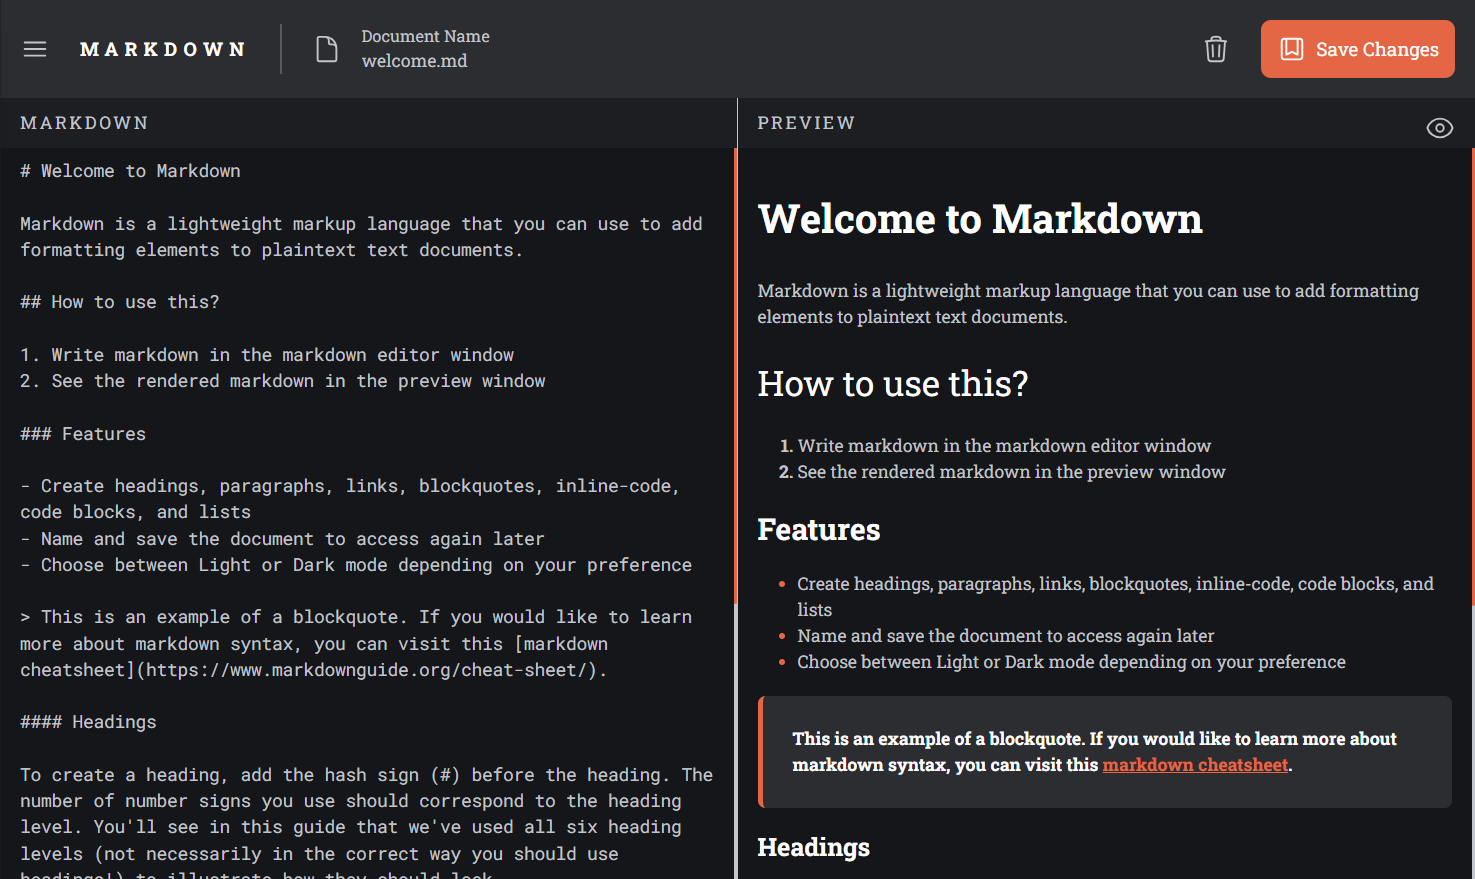 MARKDOWN
Document Name
welcome.md
Save Changes
MARKDOWN
# Welcome to Markdown
Markdown is a lightweight markup language that you can use to add
formatting elements to plaintext text documents.
## How to use this?
1. Write markdown in the markdown editor window
2. See the rendered markdown in the preview window
### Features
- Create headings, paragraphs, links, blockquotes, inline-code,
code blocks, and lists
- Name and save the document to access again later
- Choose between Light or Dark mode depending on your preference
> This is an example of a blockquote. If you would like to learn
more about markdown syntax, you can visit this [markdown
cheatsheet](https://www.markdownguide.org/cheat-sheet/).
#### Headings
To create a heading, add the hash sign (#) before the heading. The
number of number signs you use should correspond to the heading
level. You'll see in this guide that we've used all six heading
levels (not necessarily in the correct way you should use
headings!) to illustrate how they should look.
PREVIEW
Welcome to Markdown
Markdown is a lightweight markup language that you can use to add formatting
elements to plaintext text documents.
How to use this?
1. Write markdown in the markdown editor window
2. See the rendered markdown in the preview window
Features
• Create headings, paragraphs, links, blockquotes, inline-code, code blocks, and
lists
• Name and save the document to access again later
• Choose between Light or Dark mode depending on your preference
This is an example of a blockquote. If you would like to learn more about
markdown syntax, you can visit this markdown cheatsheet.
Headings